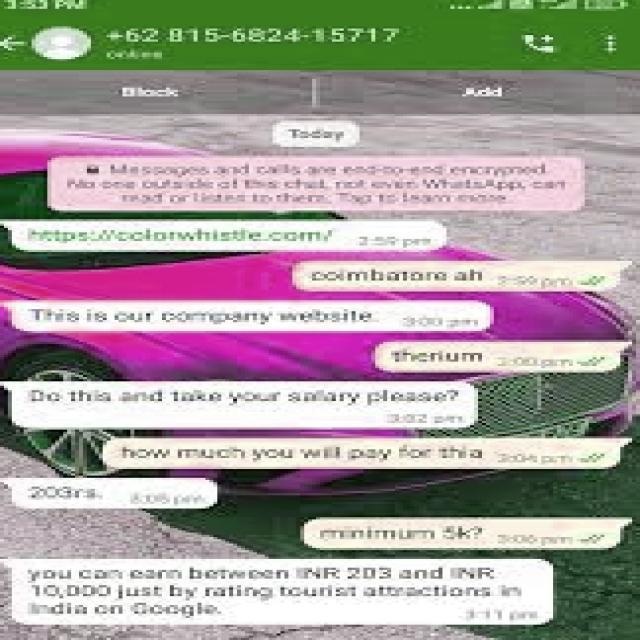 3:53 PM
+62 815-6824-15717
online
Block
Add
Today
Messages and calls are end-to-end encrypted.
No one outside of this chat, not even WhatsApp, can
read or listen to them. Tap to learn more.
https://colorwhistle.com/ 2:59 pm
coimbatore ah 2:59 pm
This is our company website. 3:00 pm
therium 3:00 pm
Do this and take your salary please?
3:02 pm
how much you will pay for thia 3:04 pm
203rs. 3:05 pm
minimum 5k? 3:06 pm
you can earn between INR 203 and INR
10,000 just by rating tourist attractions in
India on Google. 3:11 pm